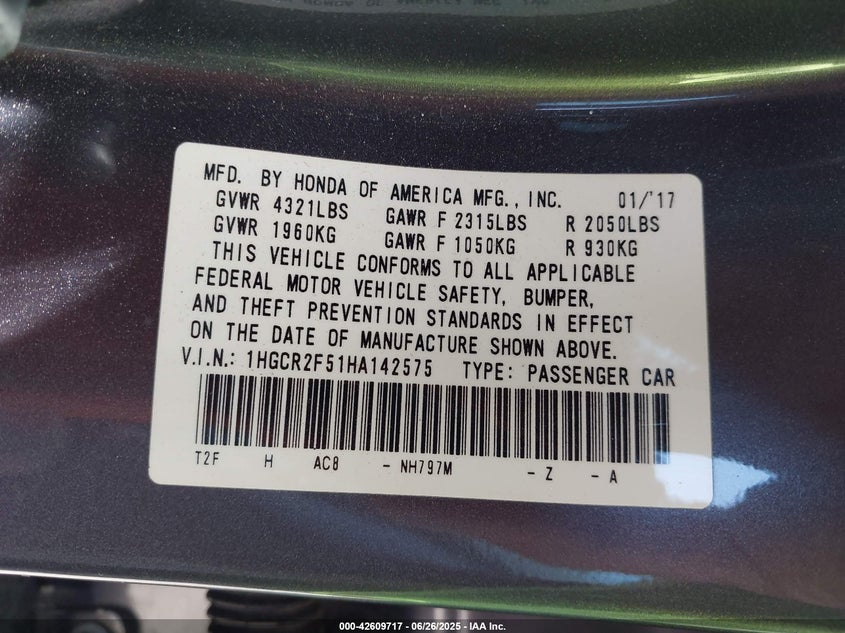 MFD. BY HONDA OF AMERICA MFG., INC. 01/'17
GVWR 4321LBS GAWR F 2315LBS R 2050LBS
GVWR 1960KG GAWR F 1050KG R 930KG
THIS VEHICLE CONFORMS TO ALL APPLICABLE
FEDERAL MOTOR VEHICLE SAFETY, BUMPER,
AND THEFT PREVENTION STANDARDS IN EFFECT
ON THE DATE OF MANUFACTURE SHOWN ABOVE.
V.I.N.: 1HGCR2F51HA142575 TYPE: PASSENGER CAR
T2F H AC8 - NH797M - Z - A
000-42609717 - 06/26/2025 - IAA Inc.